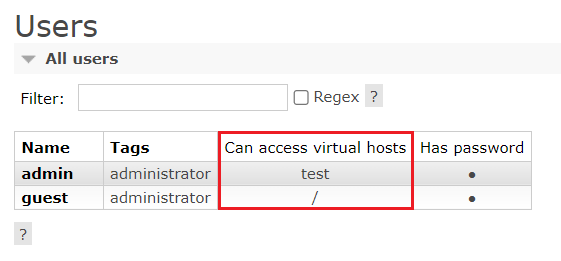 Users
All users
Filter: Regex ?
Name Tags Can access virtual hosts Has password
admin administrator test •
guest administrator / •
?